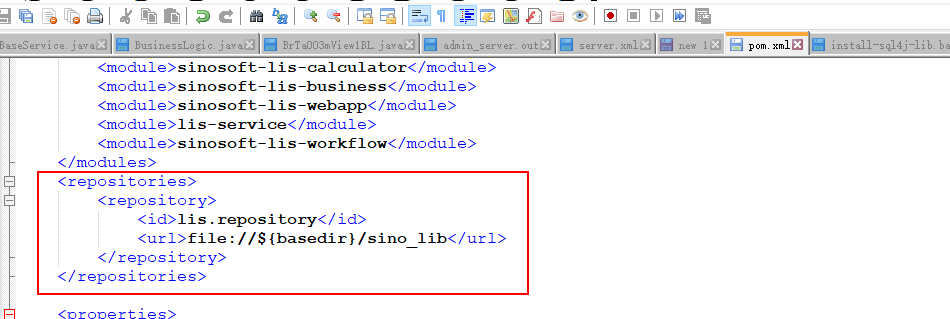 BaseService.java
BusinessLogic.java
BrTa003mView1BL.java
admin_server.out
server.xml
new 1
pom.xml
install-sql4j-lib.ba
<module>sinosoft-lis-calculator</module>
<module>sinosoft-lis-business</module>
<module>sinosoft-lis-webapp</module>
<module>lis-service</module>
<module>sinosoft-lis-workflow</module>
</modules>
<repositories>
<repository>
<id>lis.repository</id>
<url>file://${basedir}/sino_lib</url>
</repository>
</repositories>
<properties>